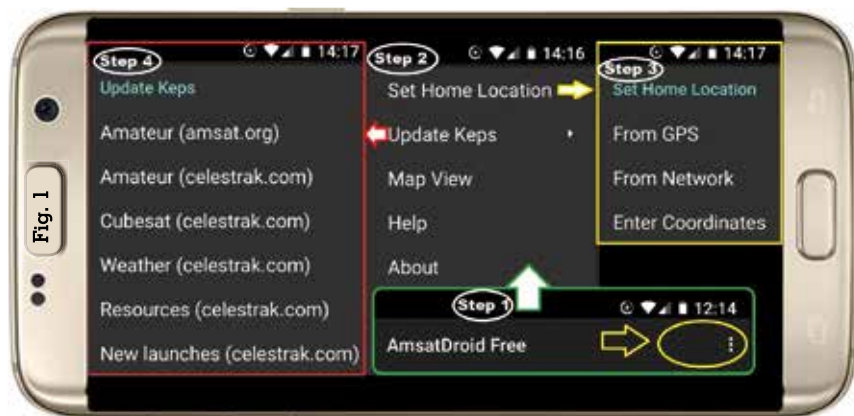 Fig. 1
Step 4
14:17
Update Keps
Amateur (amsat.org)
Amateur (celestrak.com)
Cubesat (celestrak.com)
Weather (celestrak.com)
Resources (celestrak.com)
New launches (celestrak.com)
Step 2
14:16
Set Home Location
Update Keps
Map View
Help
About
Step 3
14:17
Set Home Location
From GPS
From Network
Enter Coordinates
Step 1
12:14
AmsatDroid Free